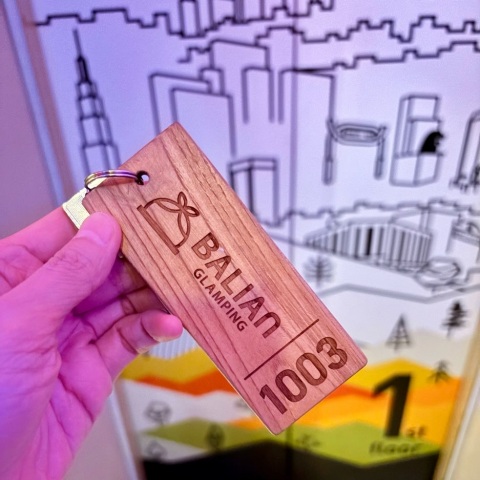 BALIAN
GLAMPING
1003
1st
floor